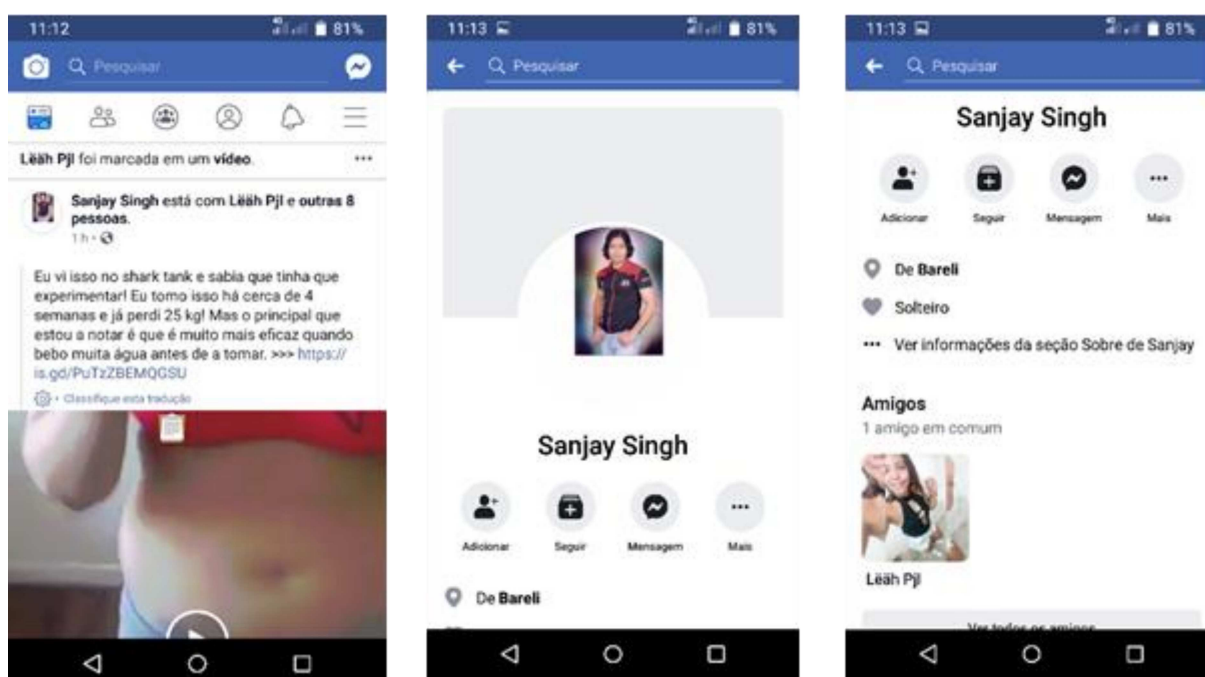 11:12
81%
Pesquisar
Lëäh Pjl foi marcada em um vídeo.
Sanjay Singh está com Lëäh Pjl e outras 8
pessoas.
1 h
Eu vi isso no shark tank e sabia que tinha que
experimentar! Eu tomo isso há cerca de 4
semanas e já perdi 25 kg! Mas o principal que
estou a notar é que é muito mais eficaz quando
bebo muita água antes de a tomar. >>> https://
is.gd/PuTzZBEMQGSU
Classifique esta tradução
11:13
81%
Pesquisar
Sanjay Singh
Adicionar Seguir Mensagem Mais
De Bareli
11:13
81%
Pesquisar
Sanjay Singh
Adicionar Seguir Mensagem Mais
De Bareli
Solteiro
Ver informações da seção Sobre de Sanjay
Amigos
1 amigo em comum
Lëäh Pjl
Ver todos os amigos